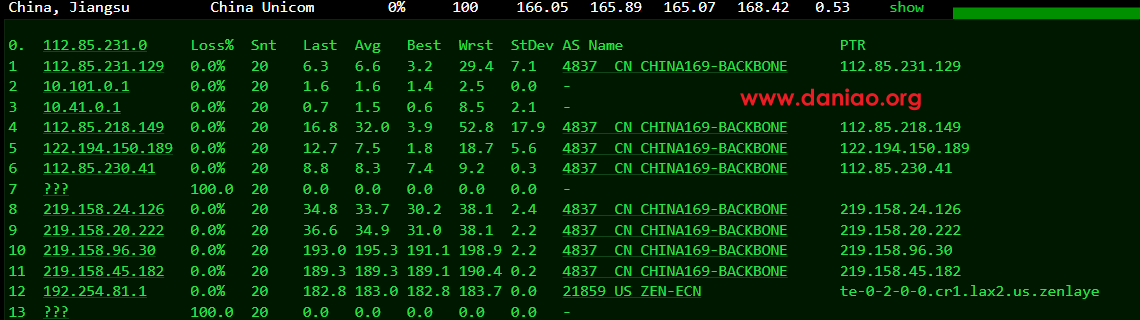 China, Jiangsu China Unicom 0% 100 166.05 165.89 165.07 168.42 0.53 show
0. 112.85.231.0 Loss% Snt Last Avg Best Wrst StDev AS Name PTR
1 112.85.231.129 0.0% 20 6.3 6.6 3.2 29.4 7.1 4837 CN CHINA169-BACKBONE 112.85.231.129
2 10.101.0.1 0.0% 20 1.6 1.6 1.4 2.5 0.0 -
www.daniao.org
3 10.41.0.1 0.0% 20 0.7 1.5 0.6 8.5 2.1 -
4 112.85.218.149 0.0% 20 16.8 32.0 3.9 52.8 17.9 4837 CN CHINA169-BACKBONE 112.85.218.149
5 122.194.150.189 0.0% 20 12.7 7.5 1.8 18.7 5.6 4837 CN CHINA169-BACKBONE 122.194.150.189
6 112.85.230.41 0.0% 20 8.8 8.3 7.4 9.2 0.3 4837 CN CHINA169-BACKBONE 112.85.230.41
7 ??? 100.0 20 0.0 0.0 0.0 0.0 0.0 -
8 219.158.24.126 0.0% 20 34.8 33.7 30.2 38.1 2.4 4837 CN CHINA169-BACKBONE 219.158.24.126
9 219.158.20.222 0.0% 20 36.6 34.9 31.0 38.1 2.2 4837 CN CHINA169-BACKBONE 219.158.20.222
10 219.158.96.30 0.0% 20 193.0 195.3 191.1 198.9 2.2 4837 CN CHINA169-BACKBONE 219.158.96.30
11 219.158.45.182 0.0% 20 189.3 189.3 189.1 190.4 0.2 4837 CN CHINA169-BACKBONE 219.158.45.182
12 192.254.81.1 0.0% 20 182.8 183.0 182.8 183.7 0.0 21859 US ZEN-ECN te-0-2-0-0.cr1.lax2.us.zenlaye
13 ??? 100.0 20 0.0 0.0 0.0 0.0 0.0 -